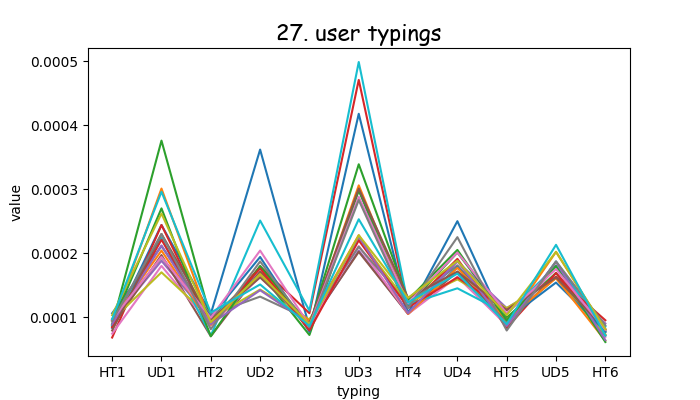 27. user typings
0.0005
0.0004
0.0003
0.0002
0.0001
value
HT1 UD1 HT2 UD2 HT3 UD3 HT4 UD4 HT5 UD5 HT6
typing